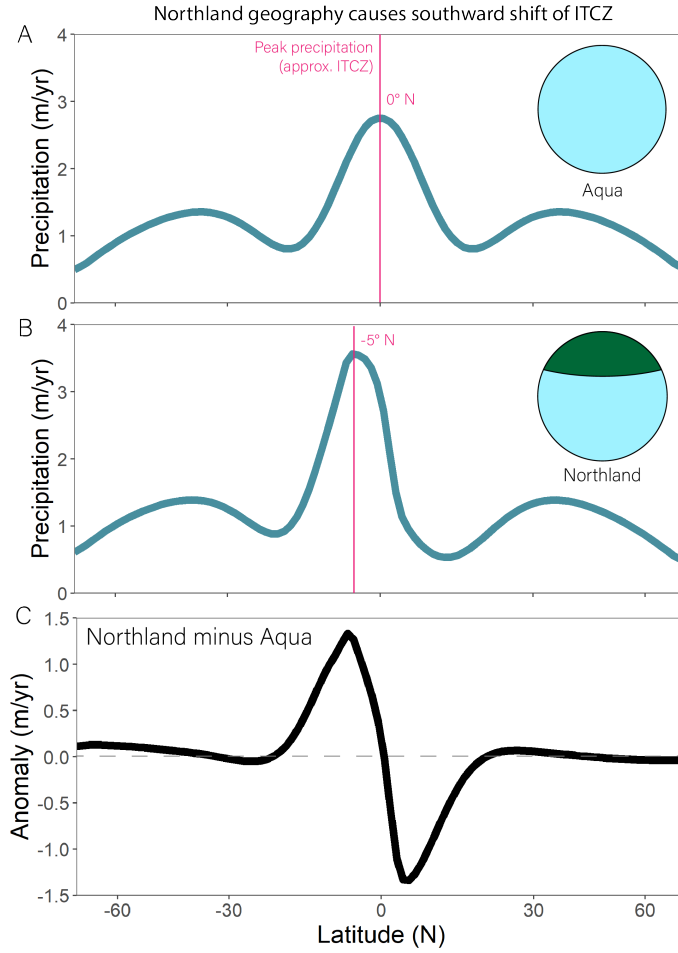 Northland geography causes southward shift of ITCZ
A
Precipitation (m/yr)
4
3
2
1
0
Peak precipitation
(approx. ITCZ)
0° N
Aqua
B
Precipitation (m/yr)
4
3
2
1
0
-5° N
Northland
C
Anomaly (m/yr)
1.5
1.0
0.5
0.0
-0.5
-1.0
-1.5
Northland minus Aqua
-60 -30 0 30 60
Latitude (N)